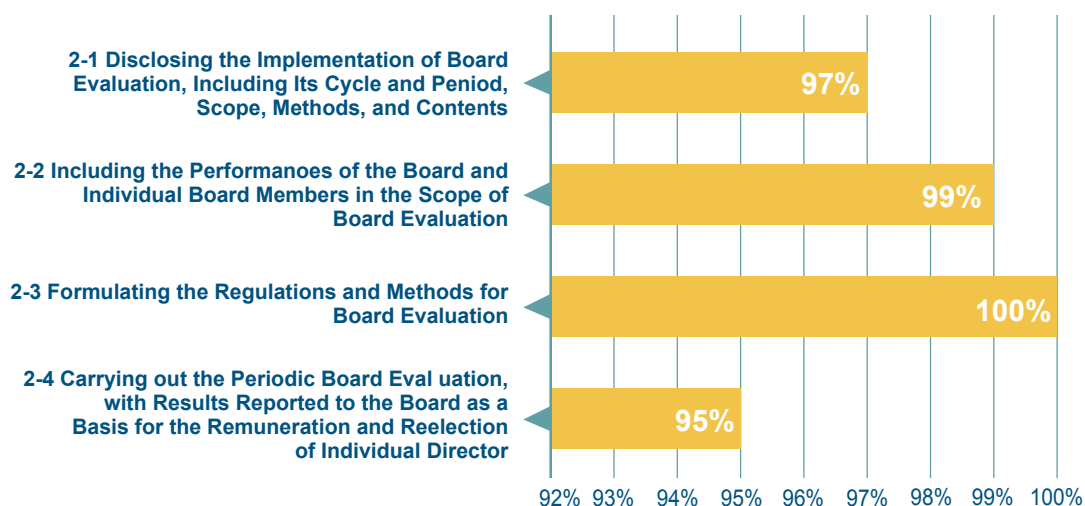 2-1 Disclosing the Implementation of Board
Evaluation, Including Its Cycle and Peniod,
Scope, Methods, and Contents
97%
2-2 Including the Performanoes of the Board and
Individual Board Members in the Scope of
Board Evaluation
99%
2-3 Formulating the Regulations and Methods for
Board Evaluation
100%
2-4 Carrying out the Periodic Board Eval uation,
with Results Reported to the Board as a
Basis for the Remuneration and Reelection
of Individual Director
95%
92% 93% 94% 95% 96% 97% 98% 99% 100%